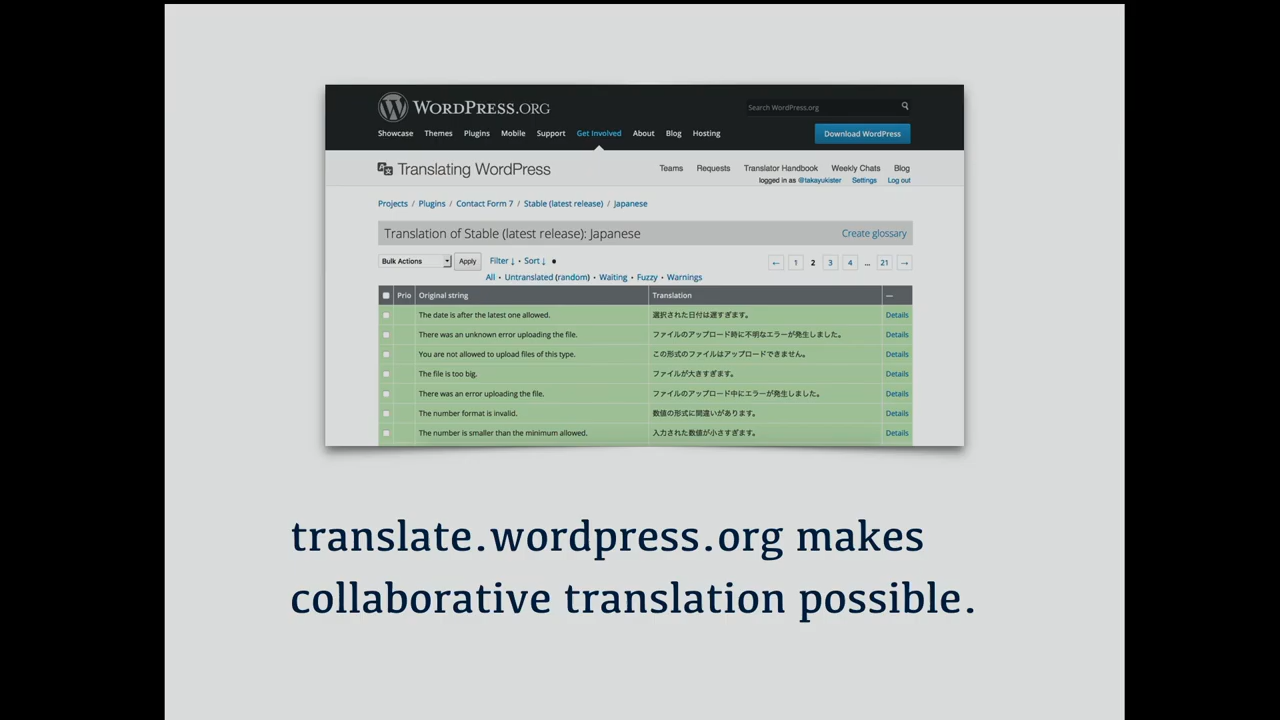 WORDPRESS.ORG
Search WordPress.org
Showcase Themes Plugins Mobile Support Get Involved About Blog Hosting Download WordPress
Translating WordPress Teams Requests Translator Handbook Weekly Chats Blog
logged in as @takayukister Settings Log out
Projects / Plugins / Contact Form 7 / Stable (latest release) / Japanese
Translation of Stable (latest release): Japanese Create glossary
Bulk Actions Apply Filter ↓ • Sort ↓ • ← 1 2 3 4 ... 21 →
All • Untranslated (random) • Waiting • Fuzzy • Warnings
Prio Original string Translation —
The date is after the latest one allowed. 選択された日付は遅すぎます。 Details
There was an unknown error uploading the file. ファイルのアップロード時に不明なエラーが発生しました。 Details
You are not allowed to upload files of this type. この形式のファイルはアップロードできません。 Details
The file is too big. ファイルが大きすぎます。 Details
There was an error uploading the file. ファイルのアップロード中にエラーが発生しました。 Details
The number format is invalid. 数値の形式に間違いがあります。 Details
The number is smaller than the minimum allowed. 入力された数値が小さすぎます。 Details
translate.wordpress.org makes
collaborative translation possible.